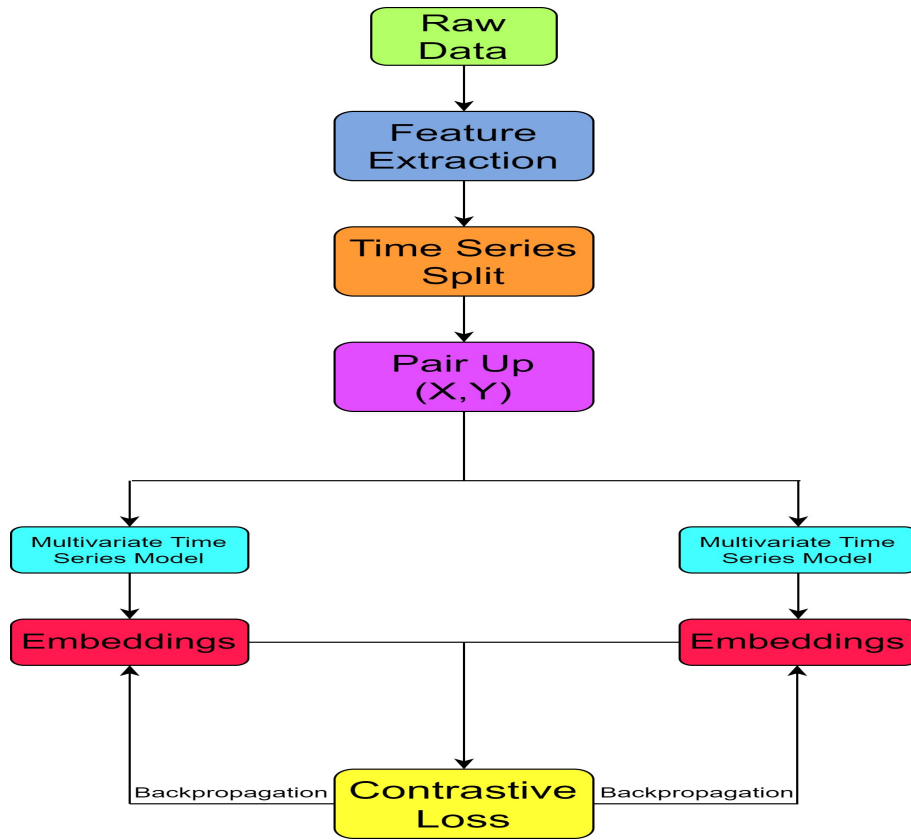 Raw
Data
Feature
Extraction
Time Series
Split
Pair Up
(X,Y)
Multivariate Time
Series Model
Multivariate Time
Series Model
Embeddings
Embeddings
Backpropagation
Contrastive
Loss
Backpropagation